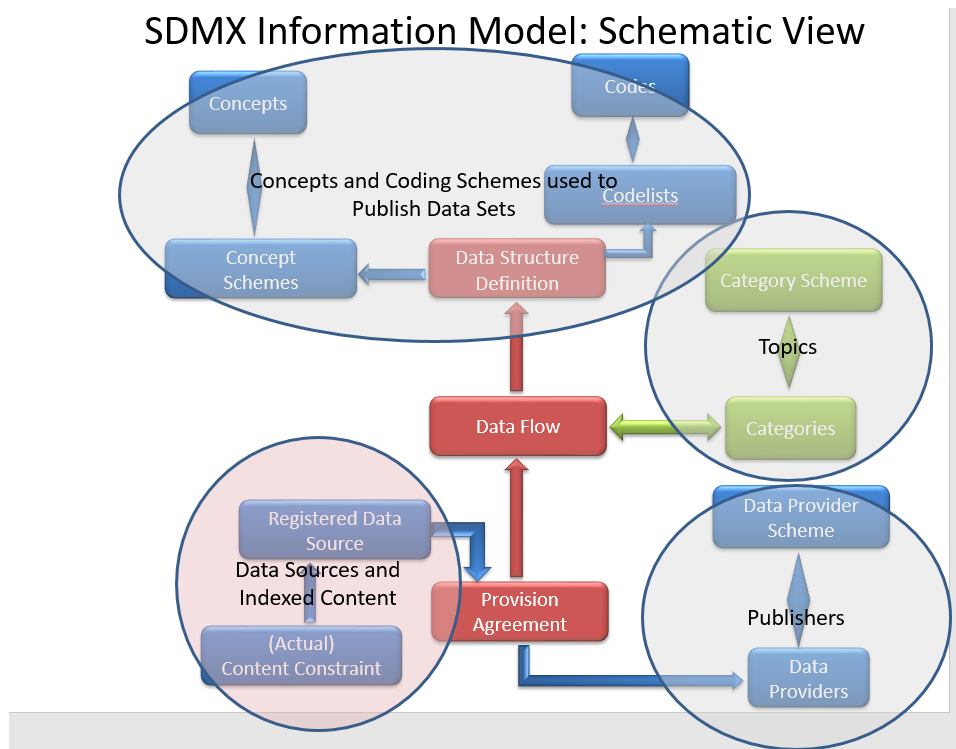 SDMX Information Model: Schematic View
Concepts
Codes
Concepts and Coding Schemes used to
Publish Data Sets
Codelists
Concept
Schemes
Data Structure
Definition
Category Scheme
Topics
Data Flow
Categories
Registered Data
Source
Data Provider
Scheme
Data Sources and
Indexed Content
Provision
Agreement
Publishers
(Actual)
Content Constraint
Data
Providers